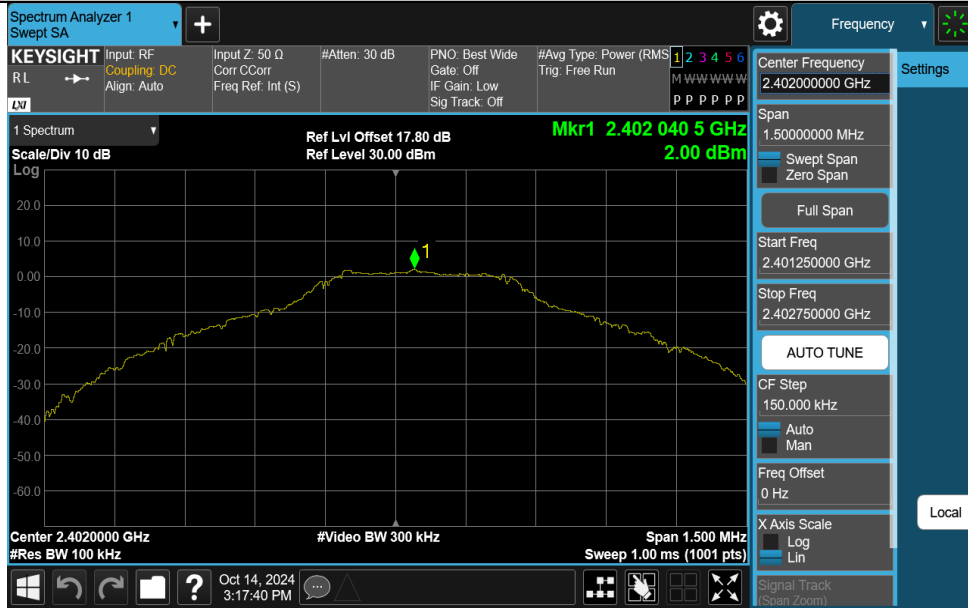 Spectrum Analyzer 1
Swept SA
+
Frequency
KEYSIGHT
RL
LXI
Input: RF
Coupling: DC
Align: Auto
Input Z: 50 Ω
Corr CCorr
Freq Ref: Int (S)
#Atten: 30 dB
PNO: Best Wide
Gate: Off
IF Gain: Low
Sig Track: Off
#Avg Type: Power (RMS
Trig: Free Run
1 2 3 4 5 6
M W W W W W
P P P P P P
1 Spectrum
Scale/Div 10 dB
Ref Lvl Offset 17.80 dB
Ref Level 30.00 dBm
Mkr1 2.402 040 5 GHz
2.00 dBm
Log
20.0
10.0
0.00
-10.0
-20.0
-30.0
-40.0
-50.0
-60.0
1
Center 2.4020000 GHz
#Res BW 100 kHz
#Video BW 300 kHz
Span 1.500 MHz
Sweep 1.00 ms (1001 pts)
Center Frequency
2.402000000 GHz
Settings
Span
1.50000000 MHz
Swept Span
Zero Span
Full Span
Start Freq
2.401250000 GHz
Stop Freq
2.402750000 GHz
AUTO TUNE
CF Step
150.000 kHz
Auto
Man
Freq Offset
0 Hz
Local
X Axis Scale
Log
Lin
Signal Track
(Span Zoom)
?
Oct 14, 2024
3:17:40 PM